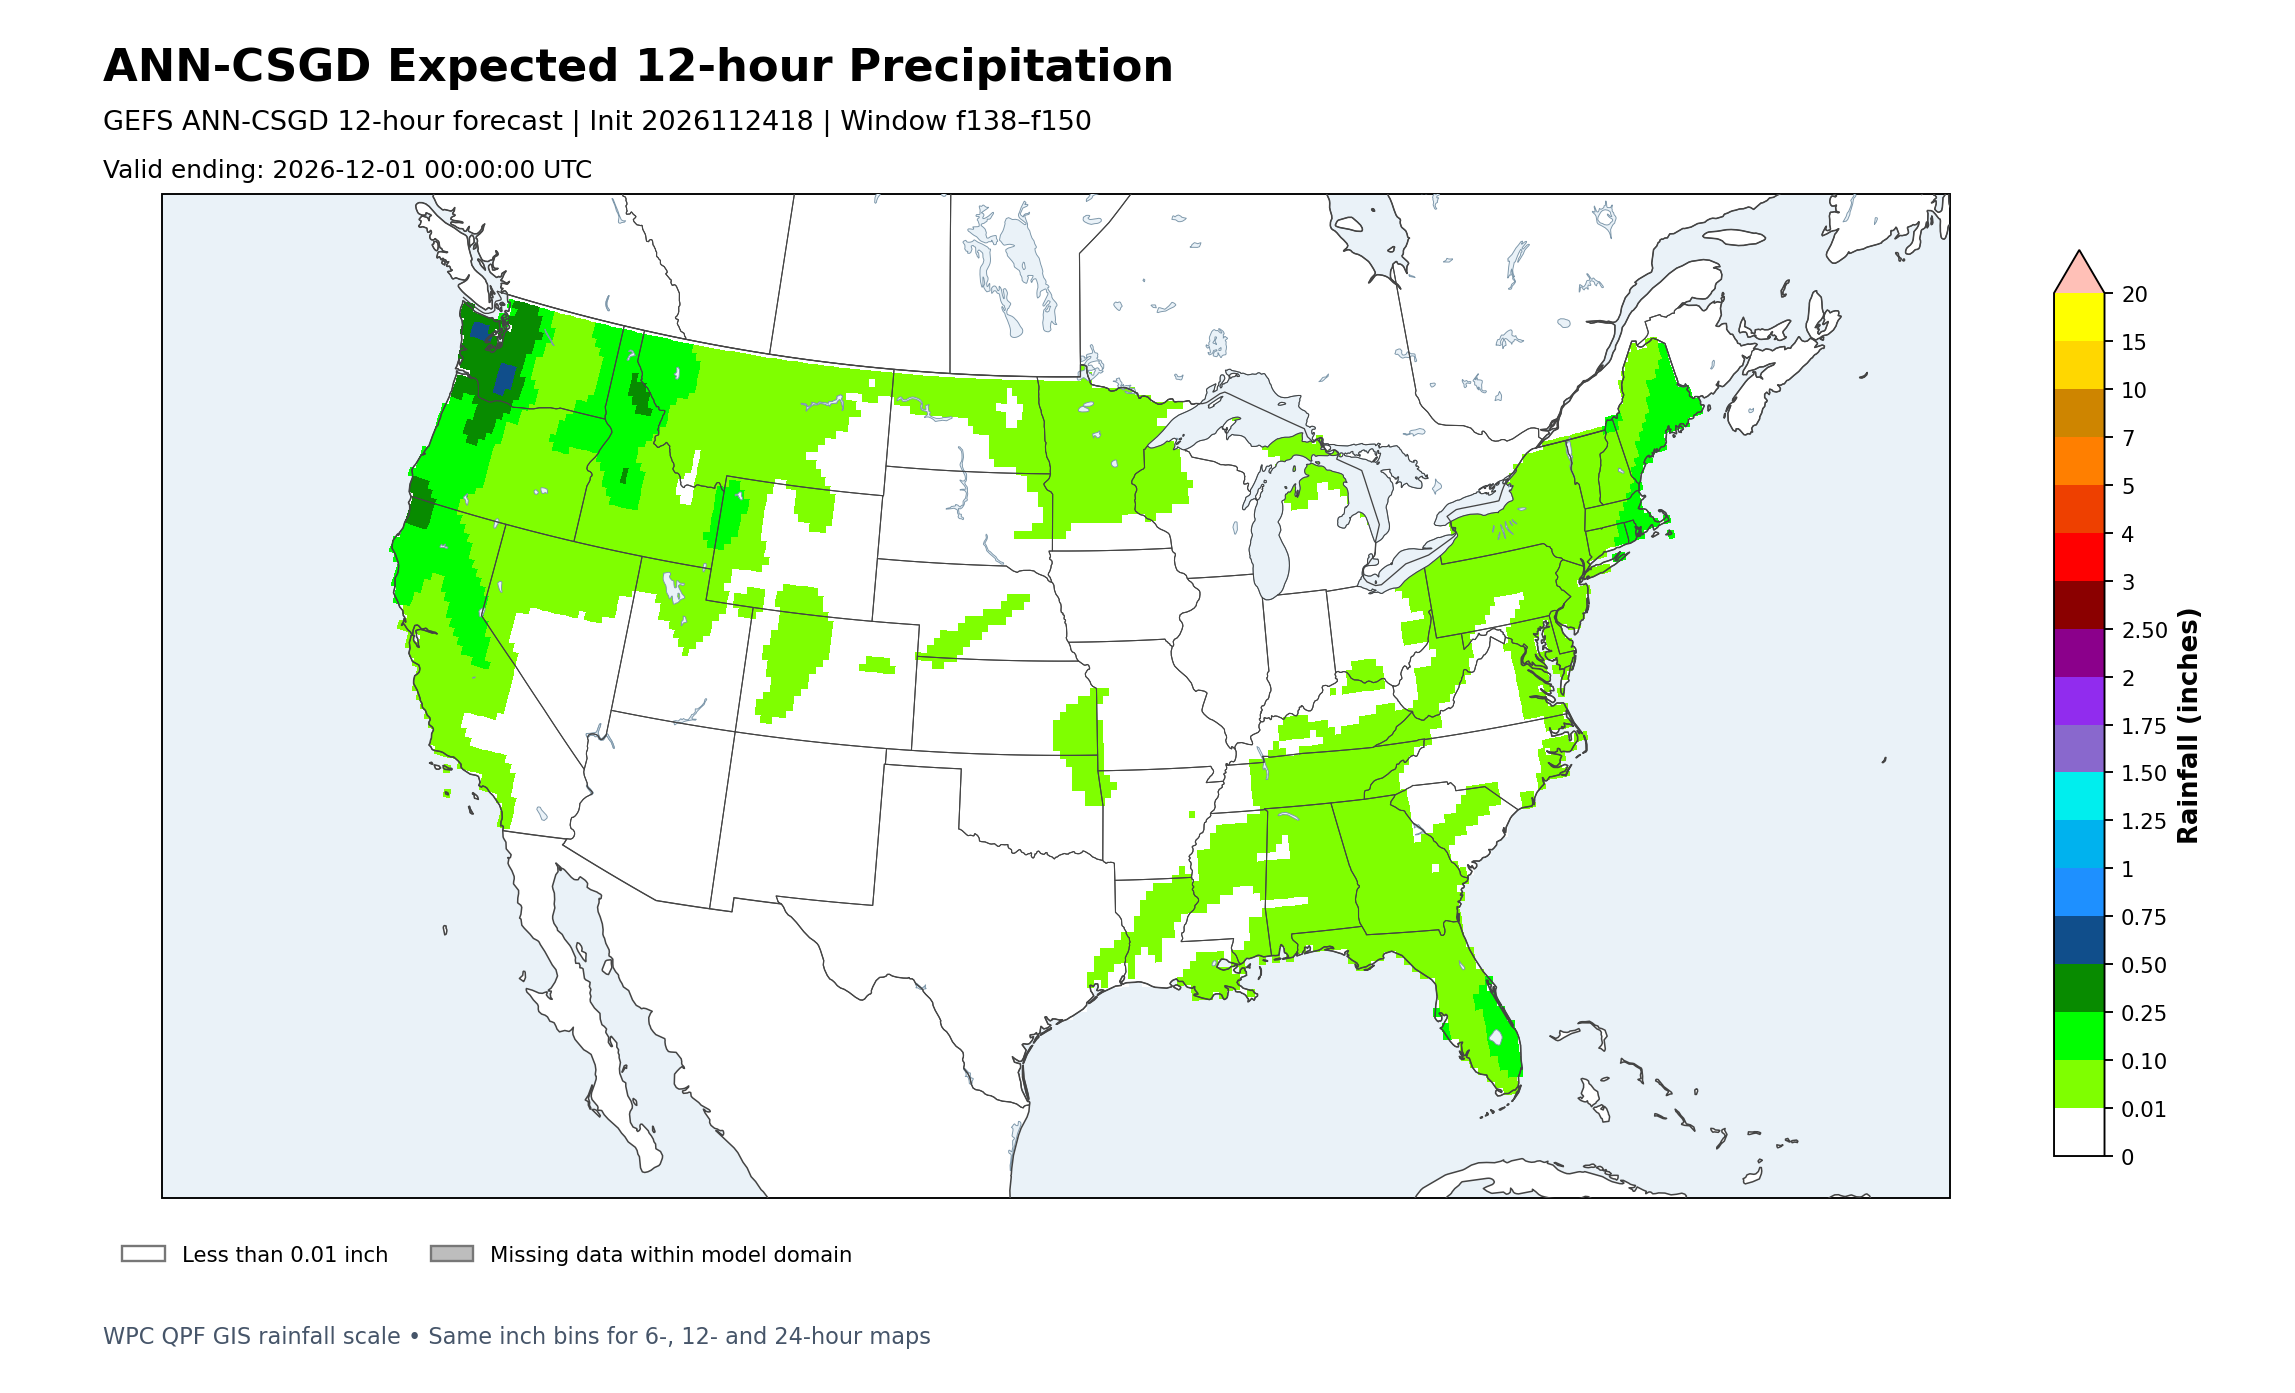 ANN-CSGD Expected 12-hour Precipitation
GEFS ANN-CSGD 12-hour forecast | Init 2026112418 | Window f138–f150
Valid ending: 2026-12-01 00:00:00 UTC
20
15
10
7
5
4
3
2.50
2
1.75
1.50
1.25
1
0.75
0.50
0.25
0.10
0.01
0
Rainfall (inches)
Less than 0.01 inch
Missing data within model domain
WPC QPF GIS rainfall scale • Same inch bins for 6-, 12- and 24-hour maps